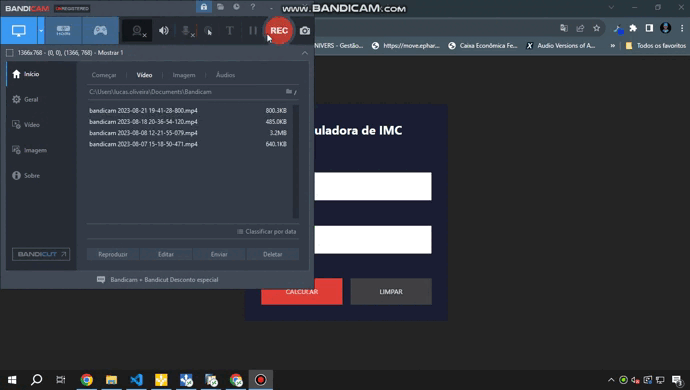 BANDICAM UNREGISTERED
WWW.BANDICAM.COM
REC
1366x768 - (0, 0), (1366, 768) - Mostrar 1
Início
Geral
Vídeo
Imagem
Sobre
BANDICUT
Começar Vídeo Imagem Áudios
C:\Users\lucas.oliveira\Documents\Bandicam
bandicam 2023-08-21 19-41-28-800.mp4 800.3KB
bandicam 2023-08-18 20-36-54-120.mp4 485.0KB
bandicam 2023-08-08 12-21-55-079.mp4 3.2MB
bandicam 2023-08-07 15-18-50-471.mp4 640.1KB
Classificar por data
Reproduzir Editar Enviar Deletar
Bandicam + Bandicut Desconto especial
NIVERS - Gestão... https://move.ephar... Caixa Econômica Fe... Audio Versions of A... Todos os favoritos
uladora de IMC
CALCULAR LIMPAR